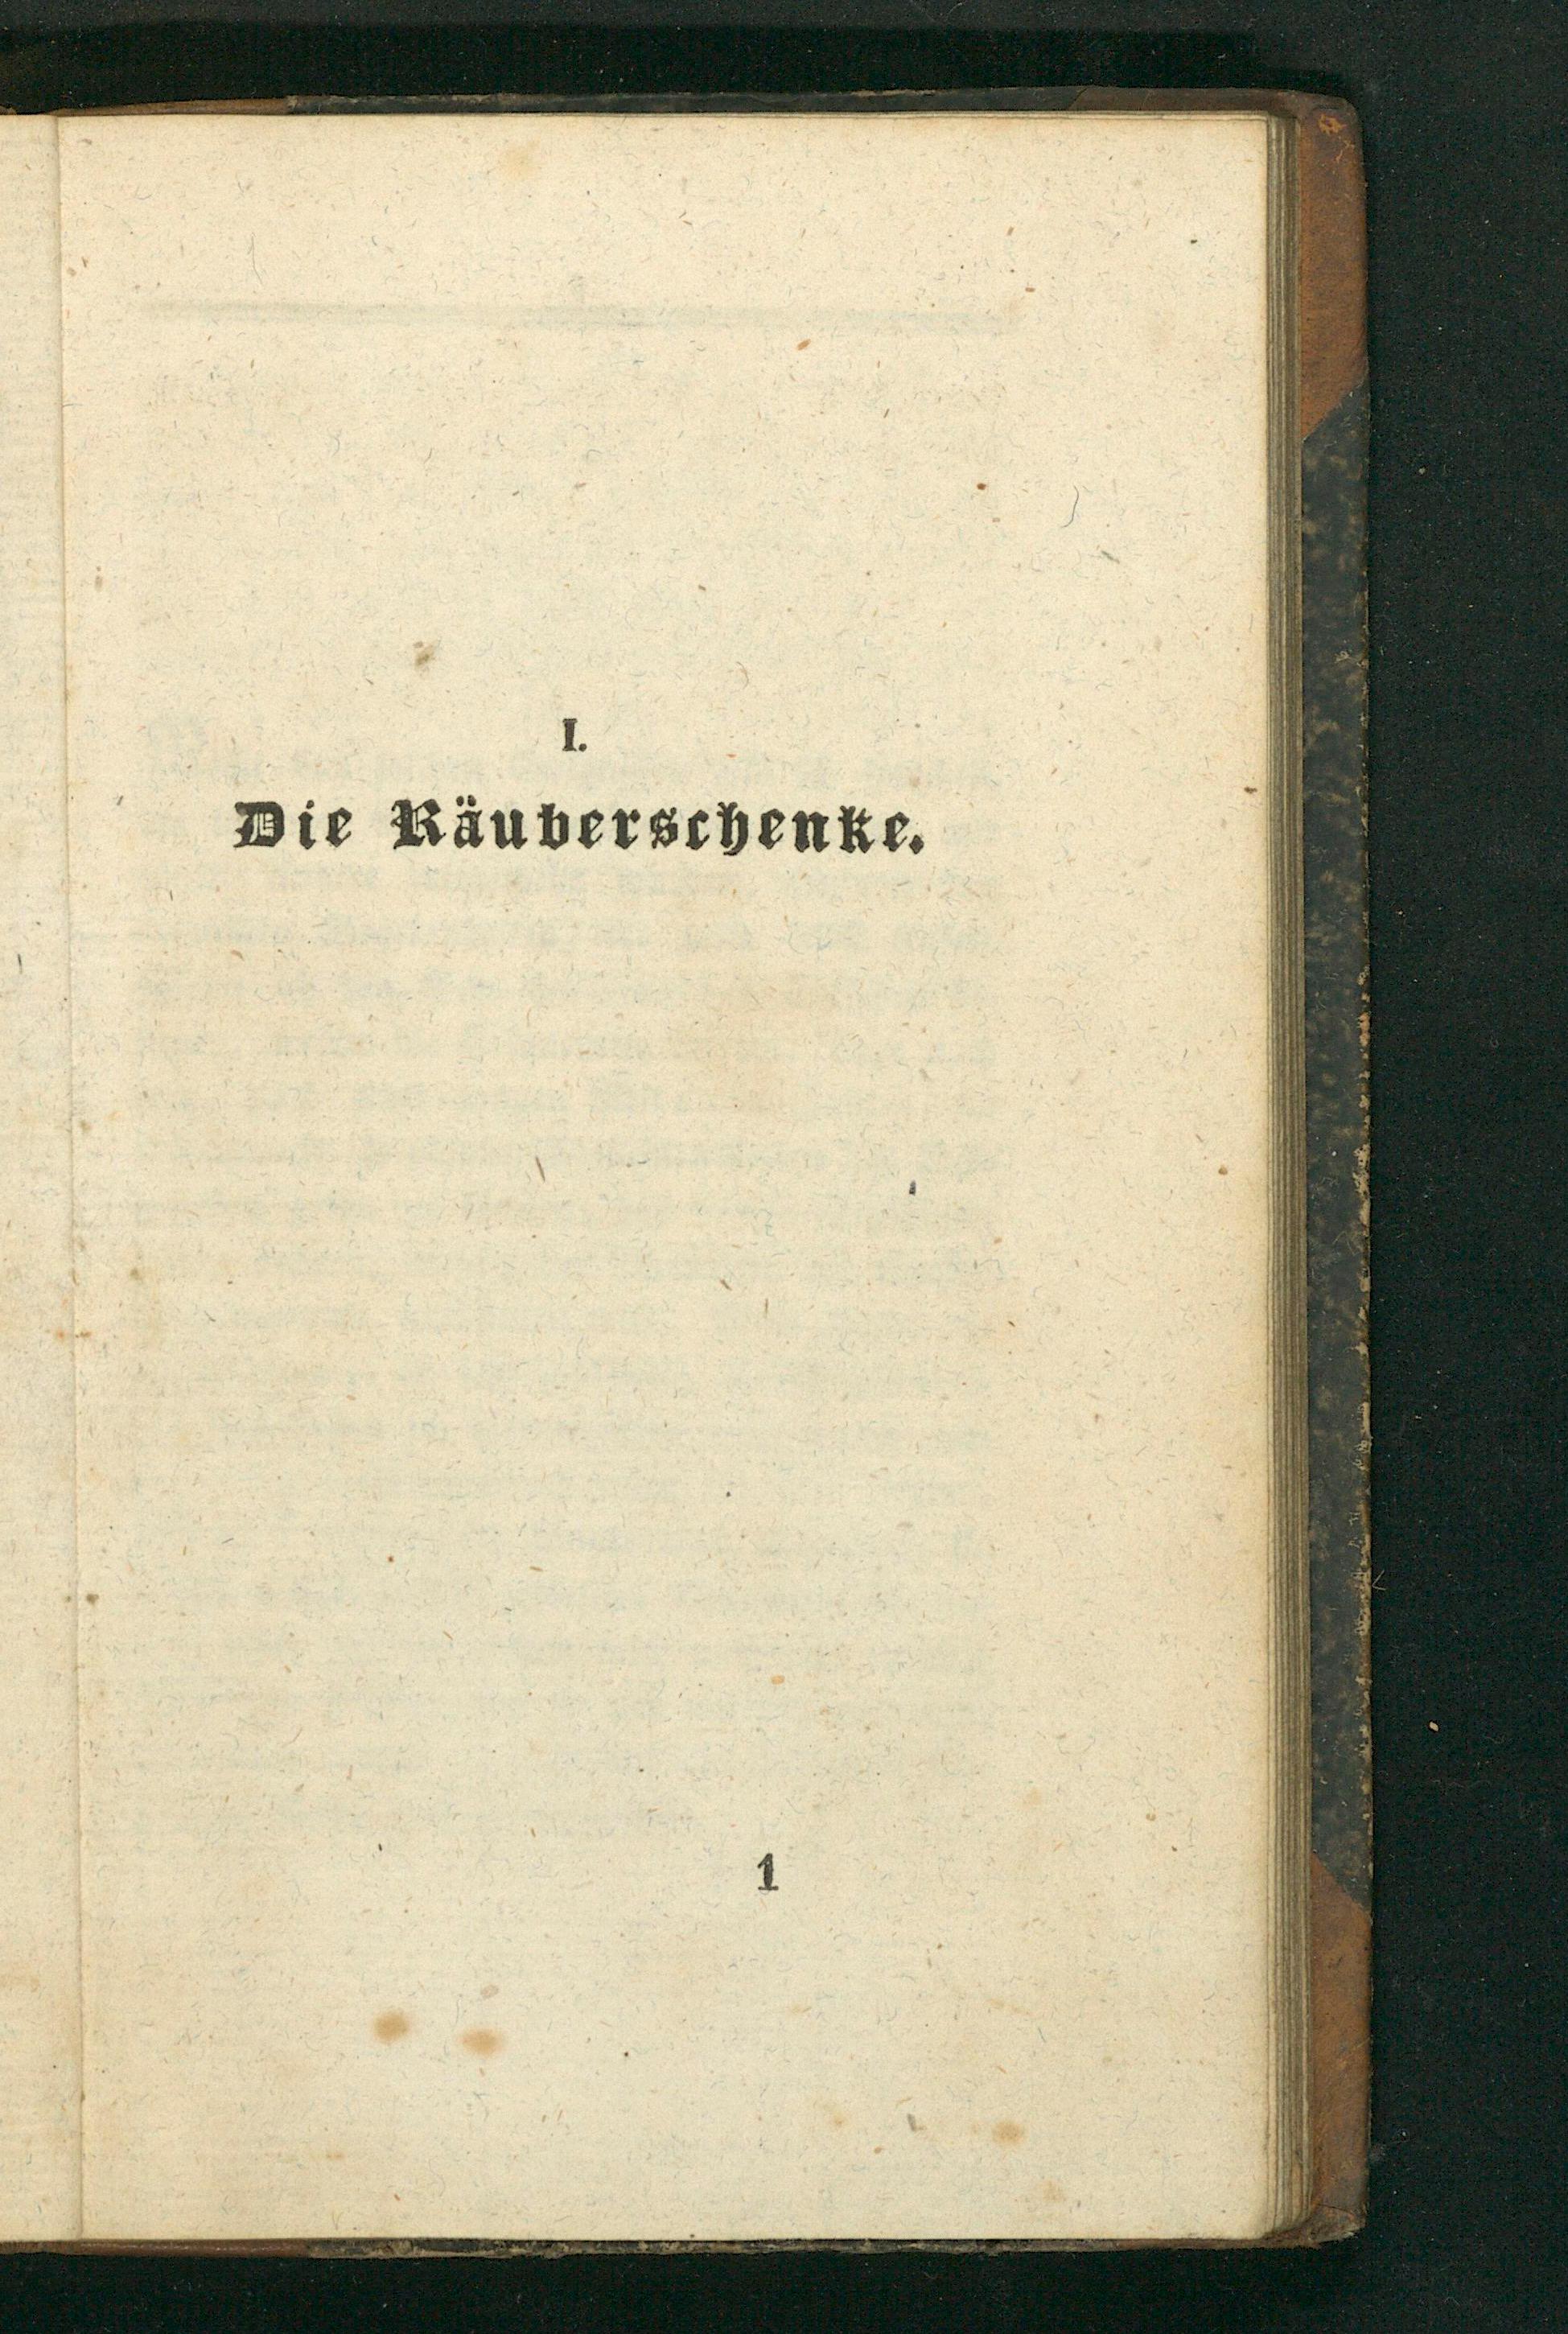 I.
Die Räuberschenke.
1